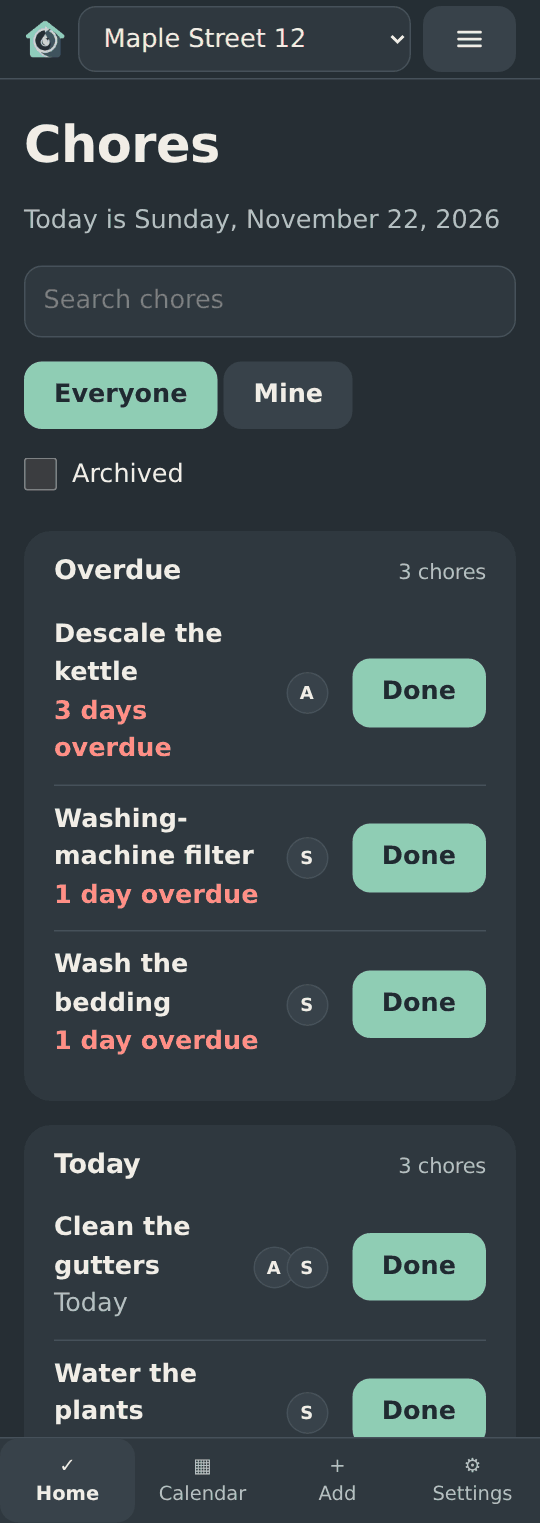 Maple Street 12
Chores
Today is Sunday, November 22, 2026
Search chores
Everyone
Mine
Archived
Overdue
3 chores
Descale the
kettle
3 days
overdue
A
Done
Washing-
machine filter
1 day overdue
S
Done
Wash the
bedding
1 day overdue
S
Done
Today
3 chores
Clean the
gutters
Today
A
S
Done
Water the
plants
S
Done
Home
Calendar
Add
Settings